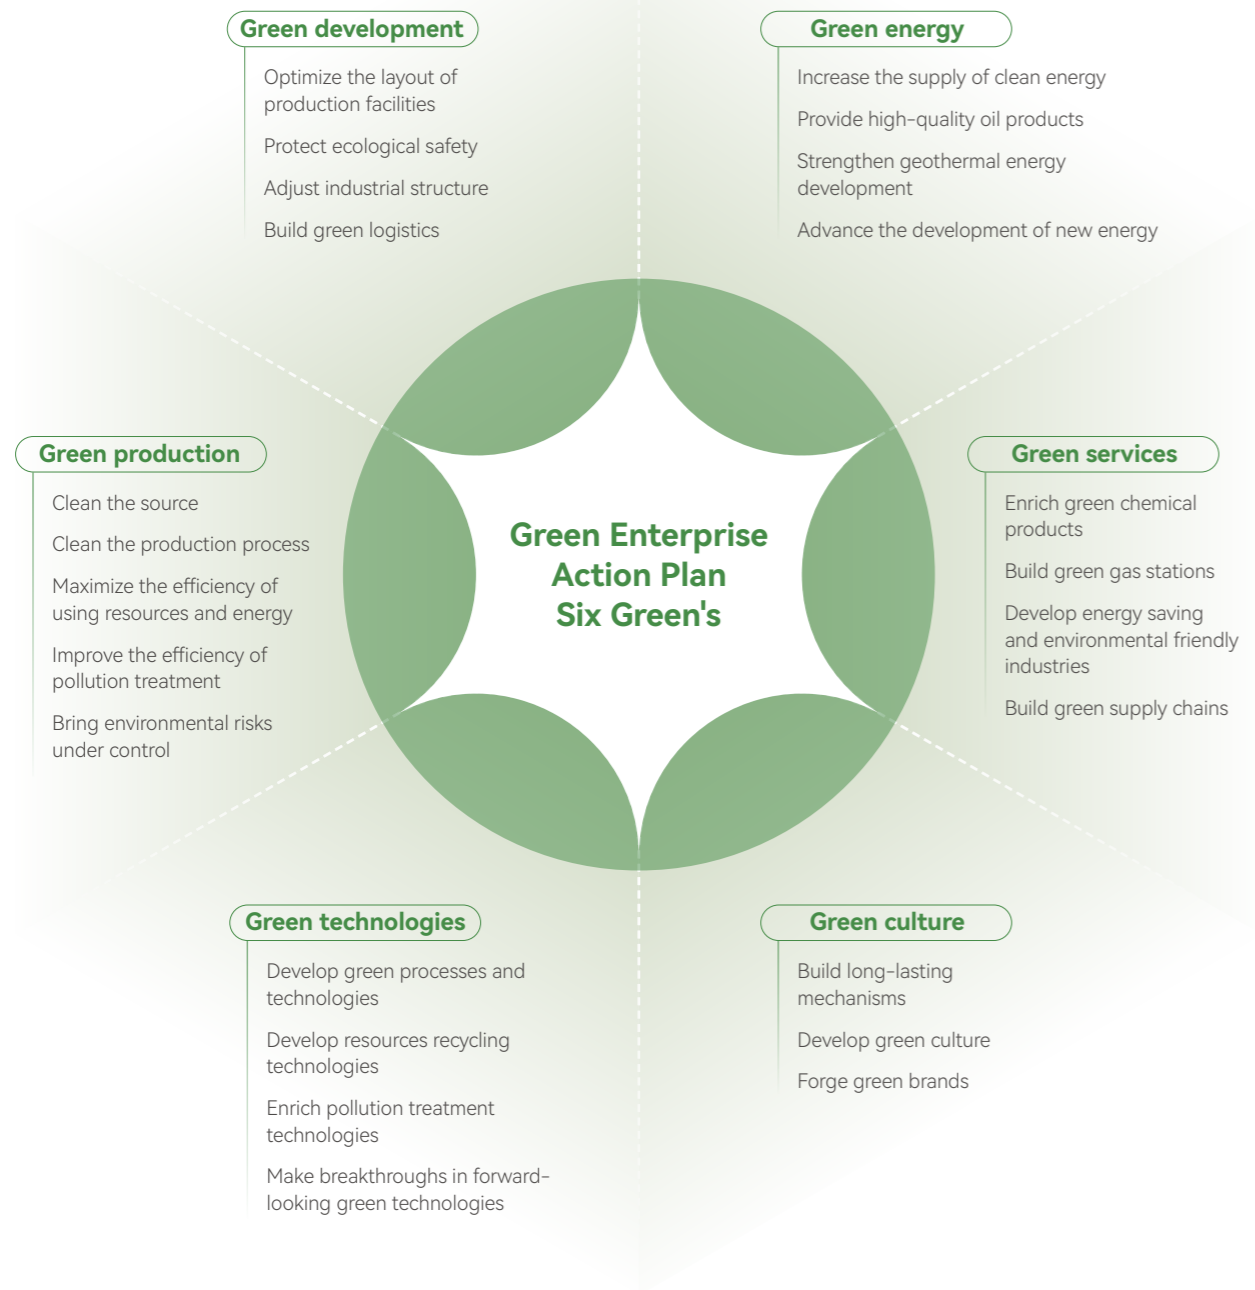 Green development
Optimize the layout of
production facilities
Protect ecological safety
Adjust industrial structure
Build green logistics
Green energy
Increase the supply of clean energy
Provide high-quality oil products
Strengthen geothermal energy
development
Advance the development of new energy
Green production
Clean the source
Clean the production process
Maximize the efficiency of
using resources and energy
Improve the efficiency of
pollution treatment
Bring environmental risks
under control
Green Enterprise
Action Plan
Six Green's
Green services
Enrich green chemical
products
Build green gas stations
Develop energy saving
and environmental friendly
industries
Build green supply chains
Green technologies
Develop green processes and
technologies
Develop resources recycling
technologies
Enrich pollution treatment
technologies
Make breakthroughs in forward-
looking green technologies
Green culture
Build long-lasting
mechanisms
Develop green culture
Forge green brands